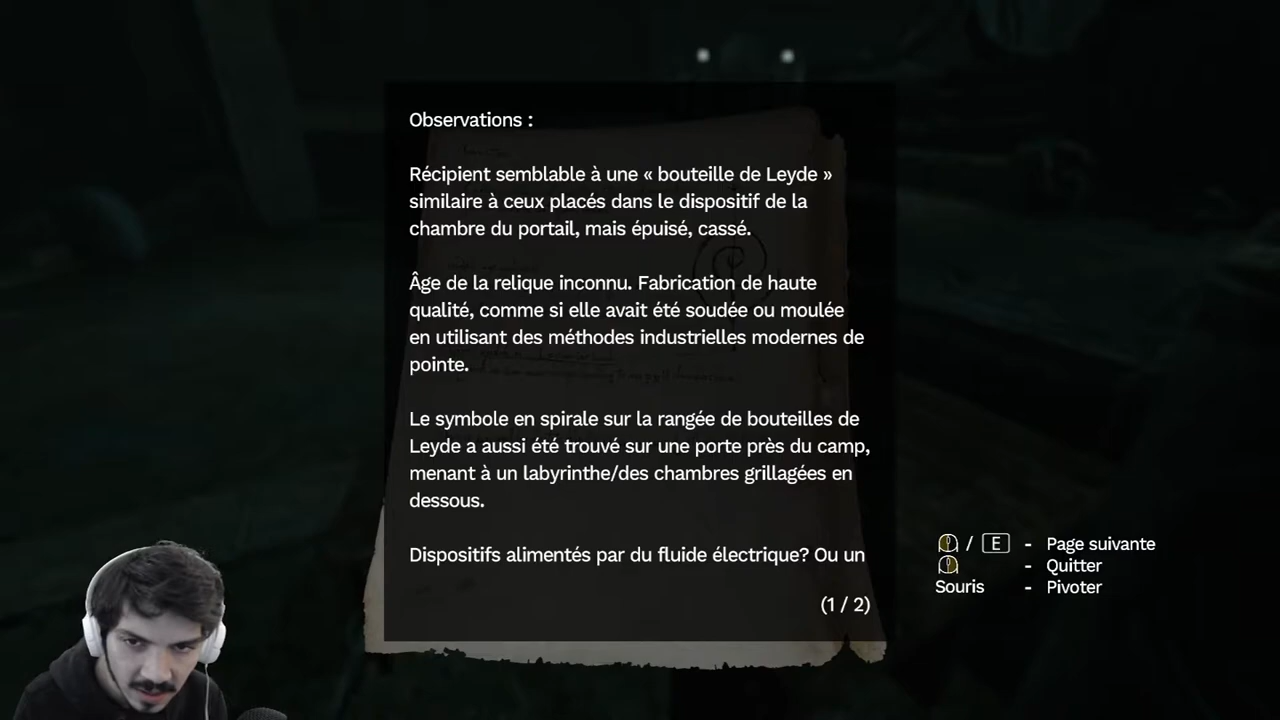 Observations :
Récipient semblable à une « bouteille de Leyde »
similaire à ceux placés dans le dispositif de la
chambre du portail, mais épuisé, cassé.
Âge de la relique inconnu. Fabrication de haute
qualité, comme si elle avait été soudée ou moulée
en utilisant des méthodes industrielles modernes de
pointe.
Le symbole en spirale sur la rangée de bouteilles de
Leyde a aussi été trouvé sur une porte près du camp,
menant à un labyrinthe/des chambres grillagées en
dessous.
Dispositifs alimentés par du fluide électrique? Ou un
(1 / 2)
/ E - Page suivante
- Quitter
Souris - Pivoter